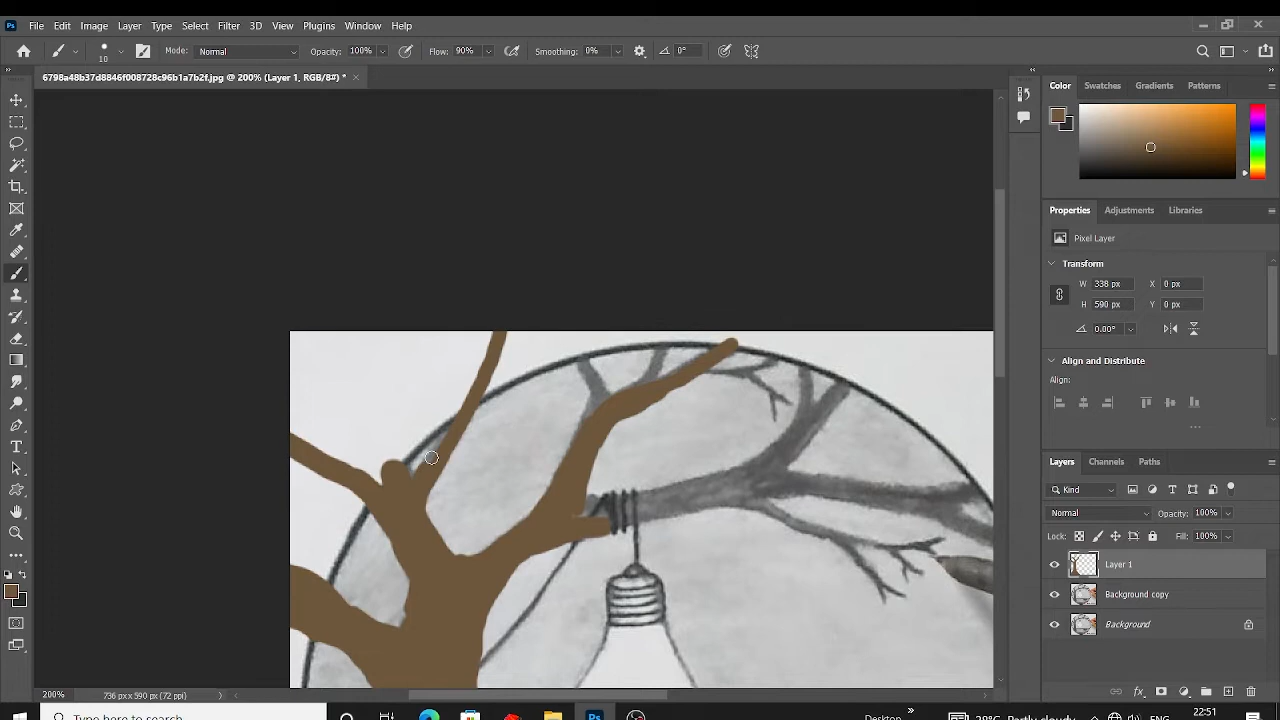 File Edit Image Layer Type Select Filter 3D View Plugins Window Help
Mode: Normal Opacity: 100% Flow: 90% Smoothing: 0% 0°
10
6798a48b37d8846f008728c96b1a7b2f.jpg @ 200% (Layer 1, RGB/8#) *
Color Swatches Gradients Patterns
Properties Adjustments Libraries
Pixel Layer
Transform
W 338 px X 0 px
H 590 px Y 0 px
0.00°
Align and Distribute
Align:
Layers Channels Paths
Kind
Normal Opacity: 100%
Lock: Fill: 100%
Layer 1
Background copy
Background
200% 736 px x 590 px (72 ppi)
Type here to search
Desktop
Partly cloudy
ENG
22:51